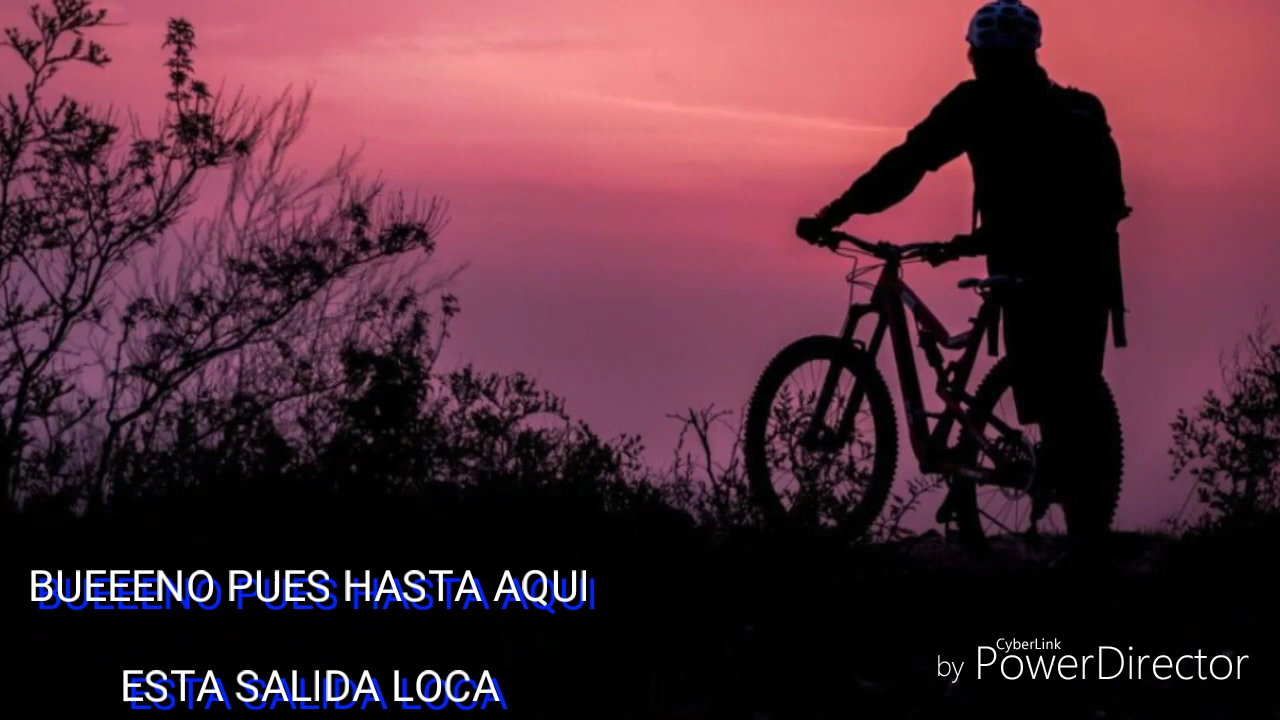 BUEEENO PUES HASTA AQUI
ESTA SALIDA LOCA
by CyberLink PowerDirector